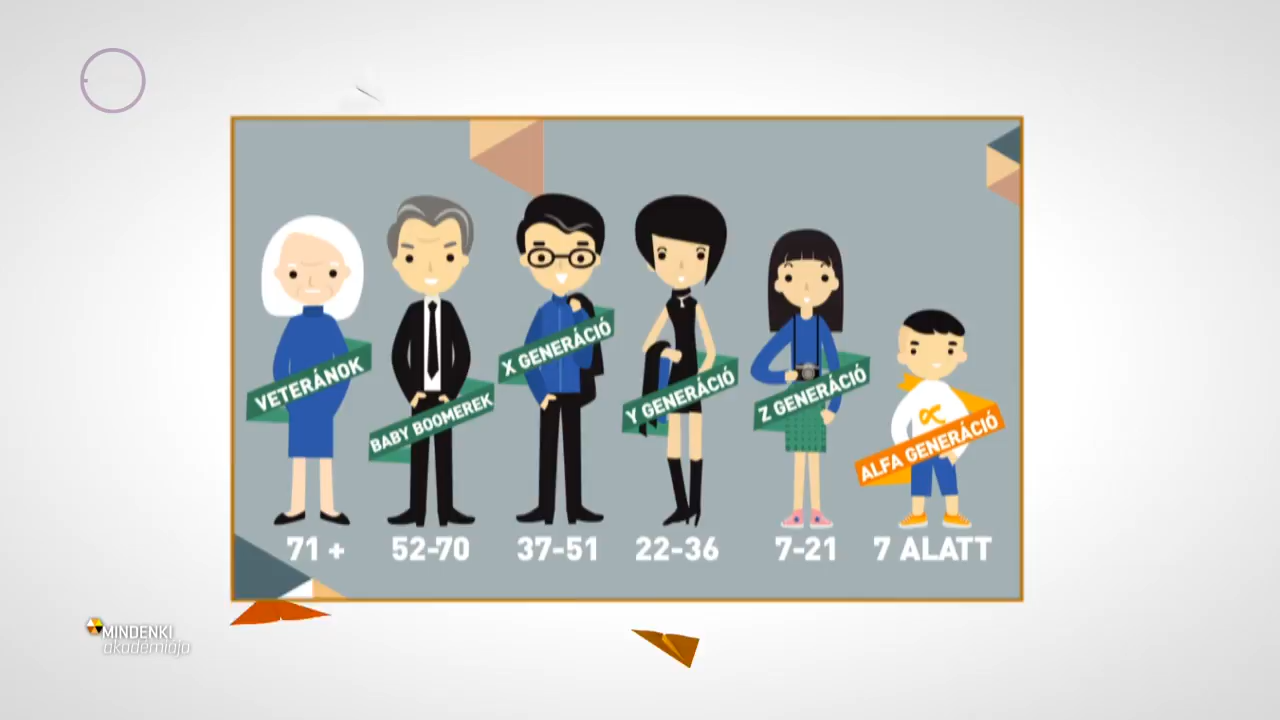 VETERÁNOK
BABY BOOMEREK
X GENERÁCIÓ
Y GENERÁCIÓ
Z GENERÁCIÓ
ALFA GENERÁCIÓ
71 +
52-70
37-51
22-36
7-21
7 ALATT
MINDENKI
akadémiája